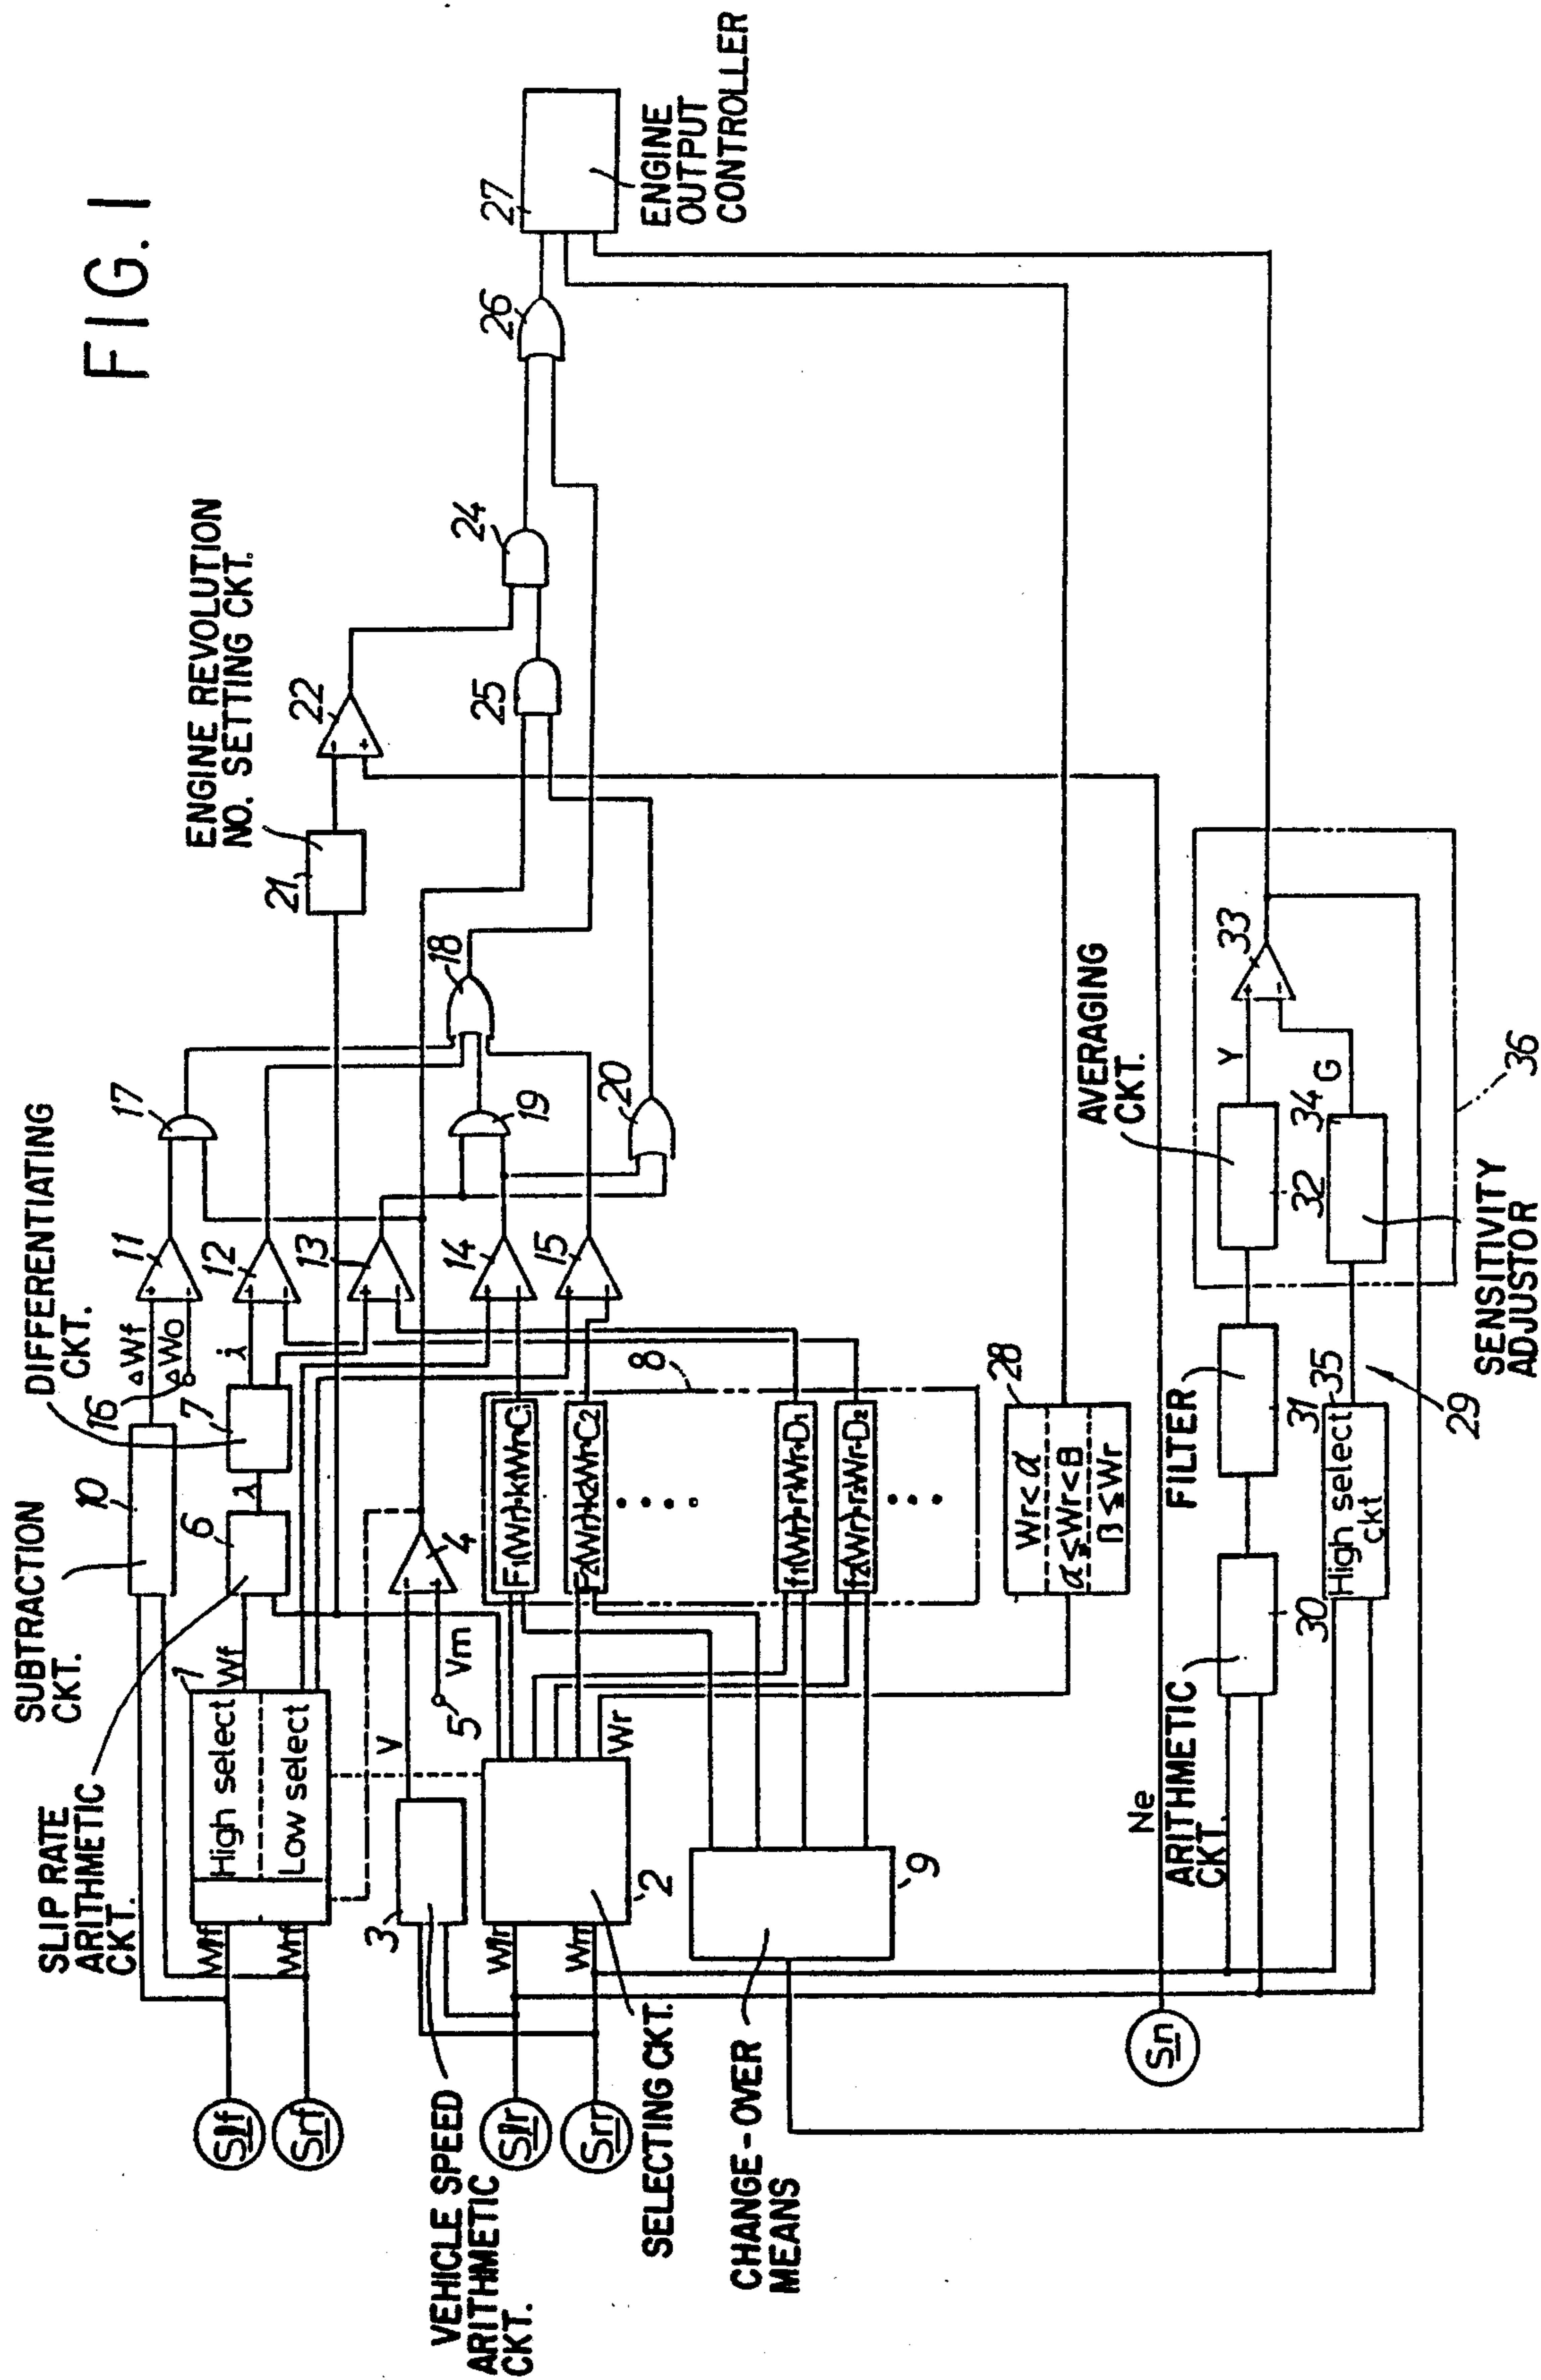 FIG. 1
SUBTRACTION
CKT.
DIFFERENTIATING
CKT.
SLIP RATE
ARITHMETIC
CKT.
ENGINE REVOLUTION
NO. SETTING CKT.
ENGINE
OUTPUT
CONTROLLER
VEHICLE SPEED
ARITHMETIC
CKT.
SELECTING CKT.
CHANGE-OVER
MEANS
AVERAGING
CKT.
ARITHMETIC
CKT
FILTER
SENSITIVITY
ADJUSTOR
Slf
Srf
Slr
Srr
Sn
Wlf
Wrf
Wlr
Wrr
High select
Low select
Wf
λ
λ̇
ΔWf
ΔWo
V
Vm
Wr
Ne
F1(Wr)=k1Wr+C1
F2(Wr)=k2Wr+C2
f1(Wr)=r1Wr+D1
f2(Wr)=r2Wr+D2
Wr<α
α≦Wr<B
β≦Wr
High select
ckt
Y
G
1
2
3
4
5
6
7
8
9
10
11
12
13
14
15
16
17
18
19
20
21
22
24
25
26
27
28
29
30
31
32
33
34
35
36